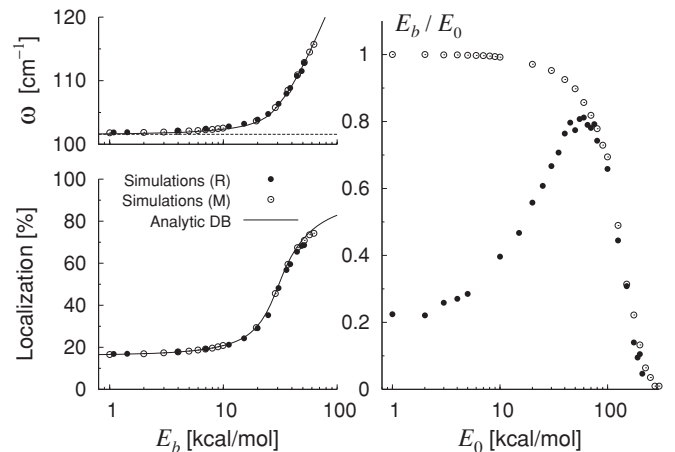 ω [cm⁻¹]
120
110
100
Localization [%]
100
80
60
40
20
0
Simulations (R)
Simulations (M)
Analytic DB
1
10
100
E_b [kcal/mol]
E_b / E_0
1
0.8
0.6
0.4
0.2
0
1
10
100
E_0 [kcal/mol]